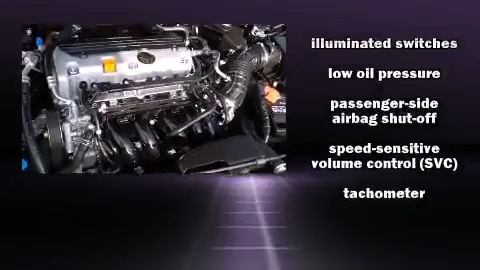 illuminated switches
low oil pressure
passenger-side
airbag shut-off
speed-sensitive
volume control (SVC)
tachometer